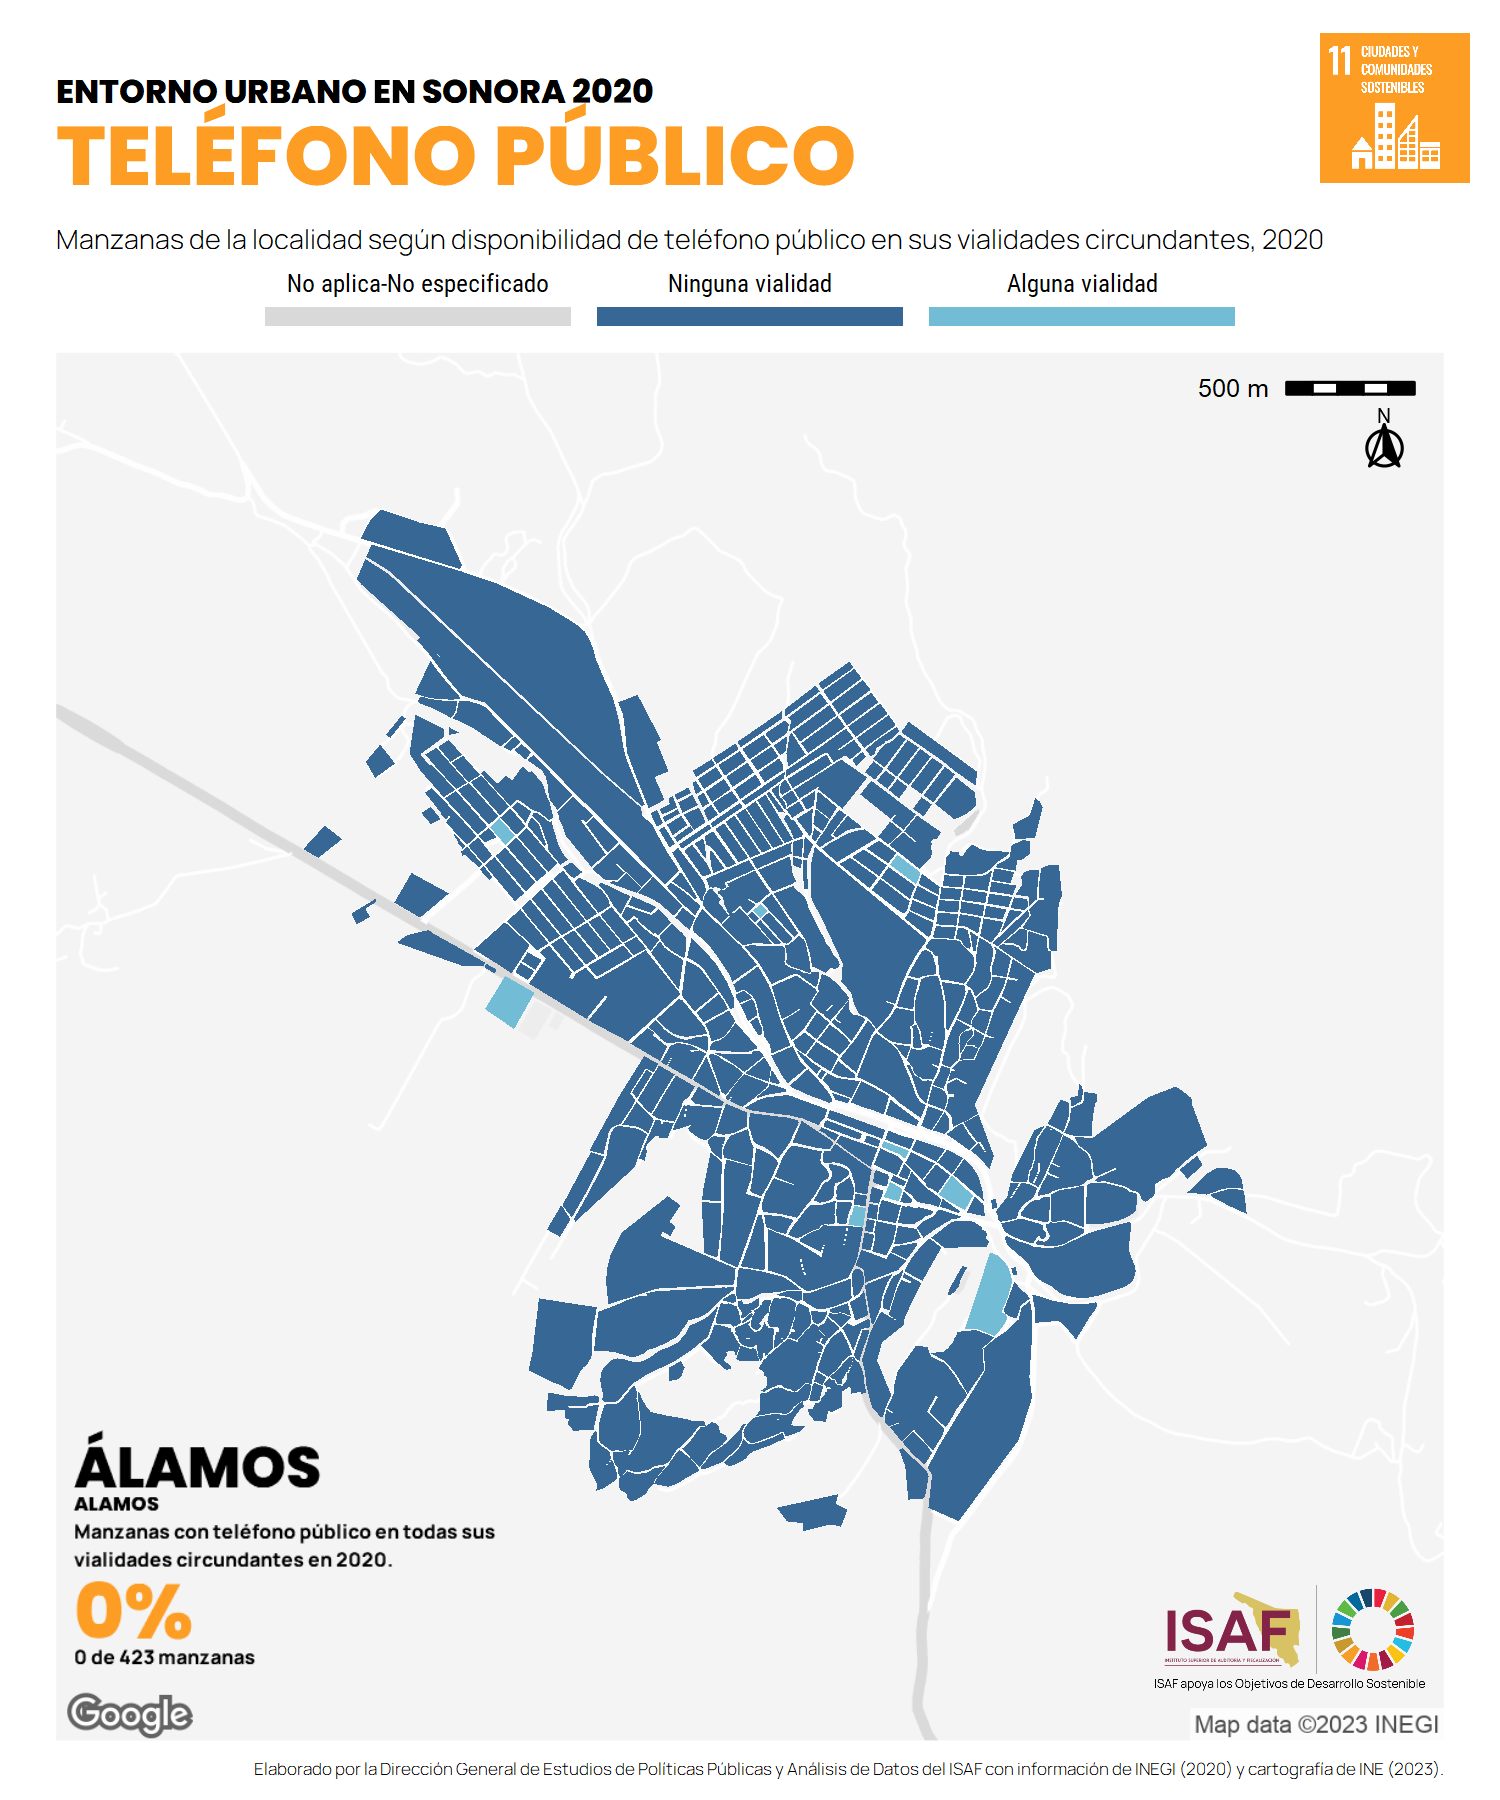 ENTORNO URBANO EN SONORA 2020
TELÉFONO PÚBLICO
11 CIUDADES Y
COMUNIDADES
SOSTENIBLES
Manzanas de la localidad según disponibilidad de teléfono público en sus vialidades circundantes, 2020
No aplica-No especificado Ninguna vialidad Alguna vialidad
500 m
N
ÁLAMOS
ALAMOS
Manzanas con teléfono público en todas sus
vialidades circundantes en 2020.
0%
0 de 423 manzanas
Google
ISAF
INSTITUTO SUPERIOR DE AUDITORÍA Y FISCALIZACIÓN
ISAF apoya los Objetivos de Desarrollo Sostenible
Map data ©2023 INEGI
Elaborado por la Dirección General de Estudios de Políticas Públicas y Análisis de Datos del ISAF con información de INEGI (2020) y cartografía de INE (2023).